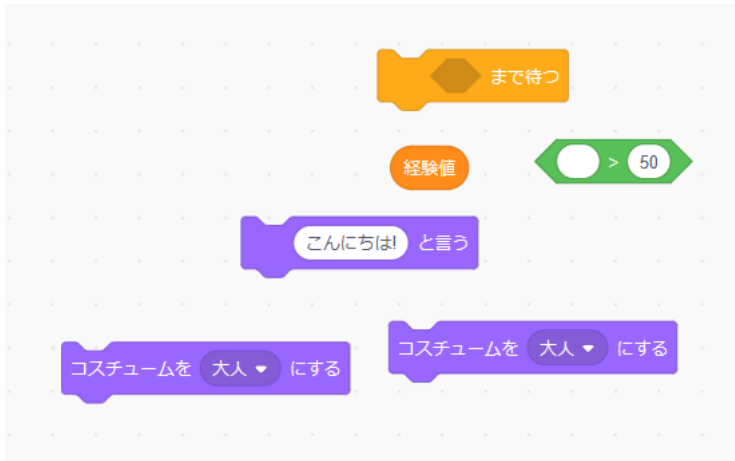 まで待つ
経験値
> 50
こんにちは! と言う
コスチュームを 大人 にする
コスチュームを 大人 にする